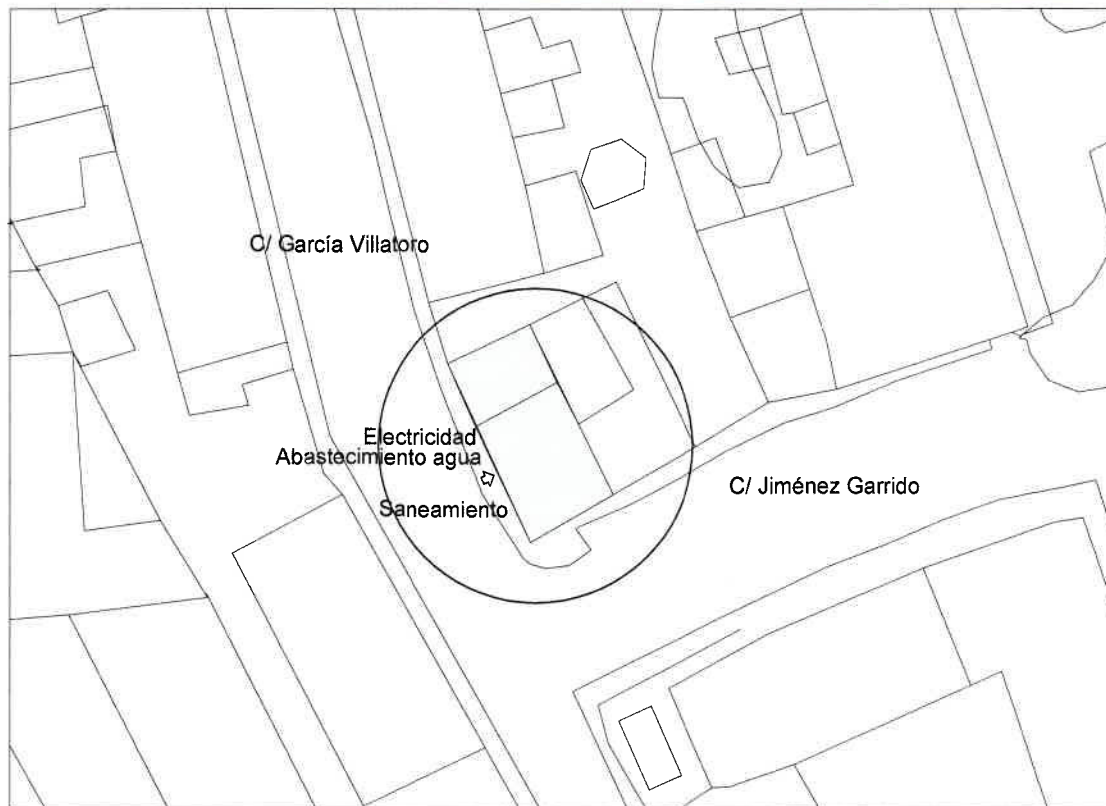 C/ García Villatoro
Electricidad
Abastecimiento agua
C/ Jiménez Garrido
Saneamiento